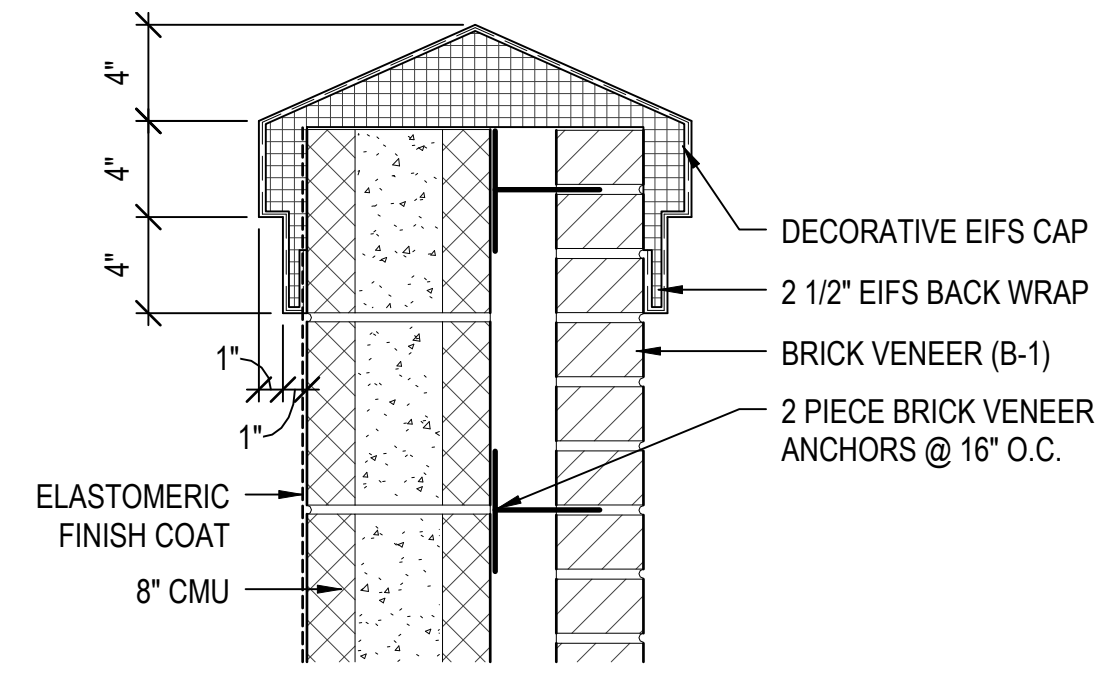 4"
4"
4"
1"
1"
DECORATIVE EIFS CAP
2 1/2" EIFS BACK WRAP
BRICK VENEER (B-1)
2 PIECE BRICK VENEER
ANCHORS @ 16" O.C.
ELASTOMERIC
FINISH COAT
8" CMU